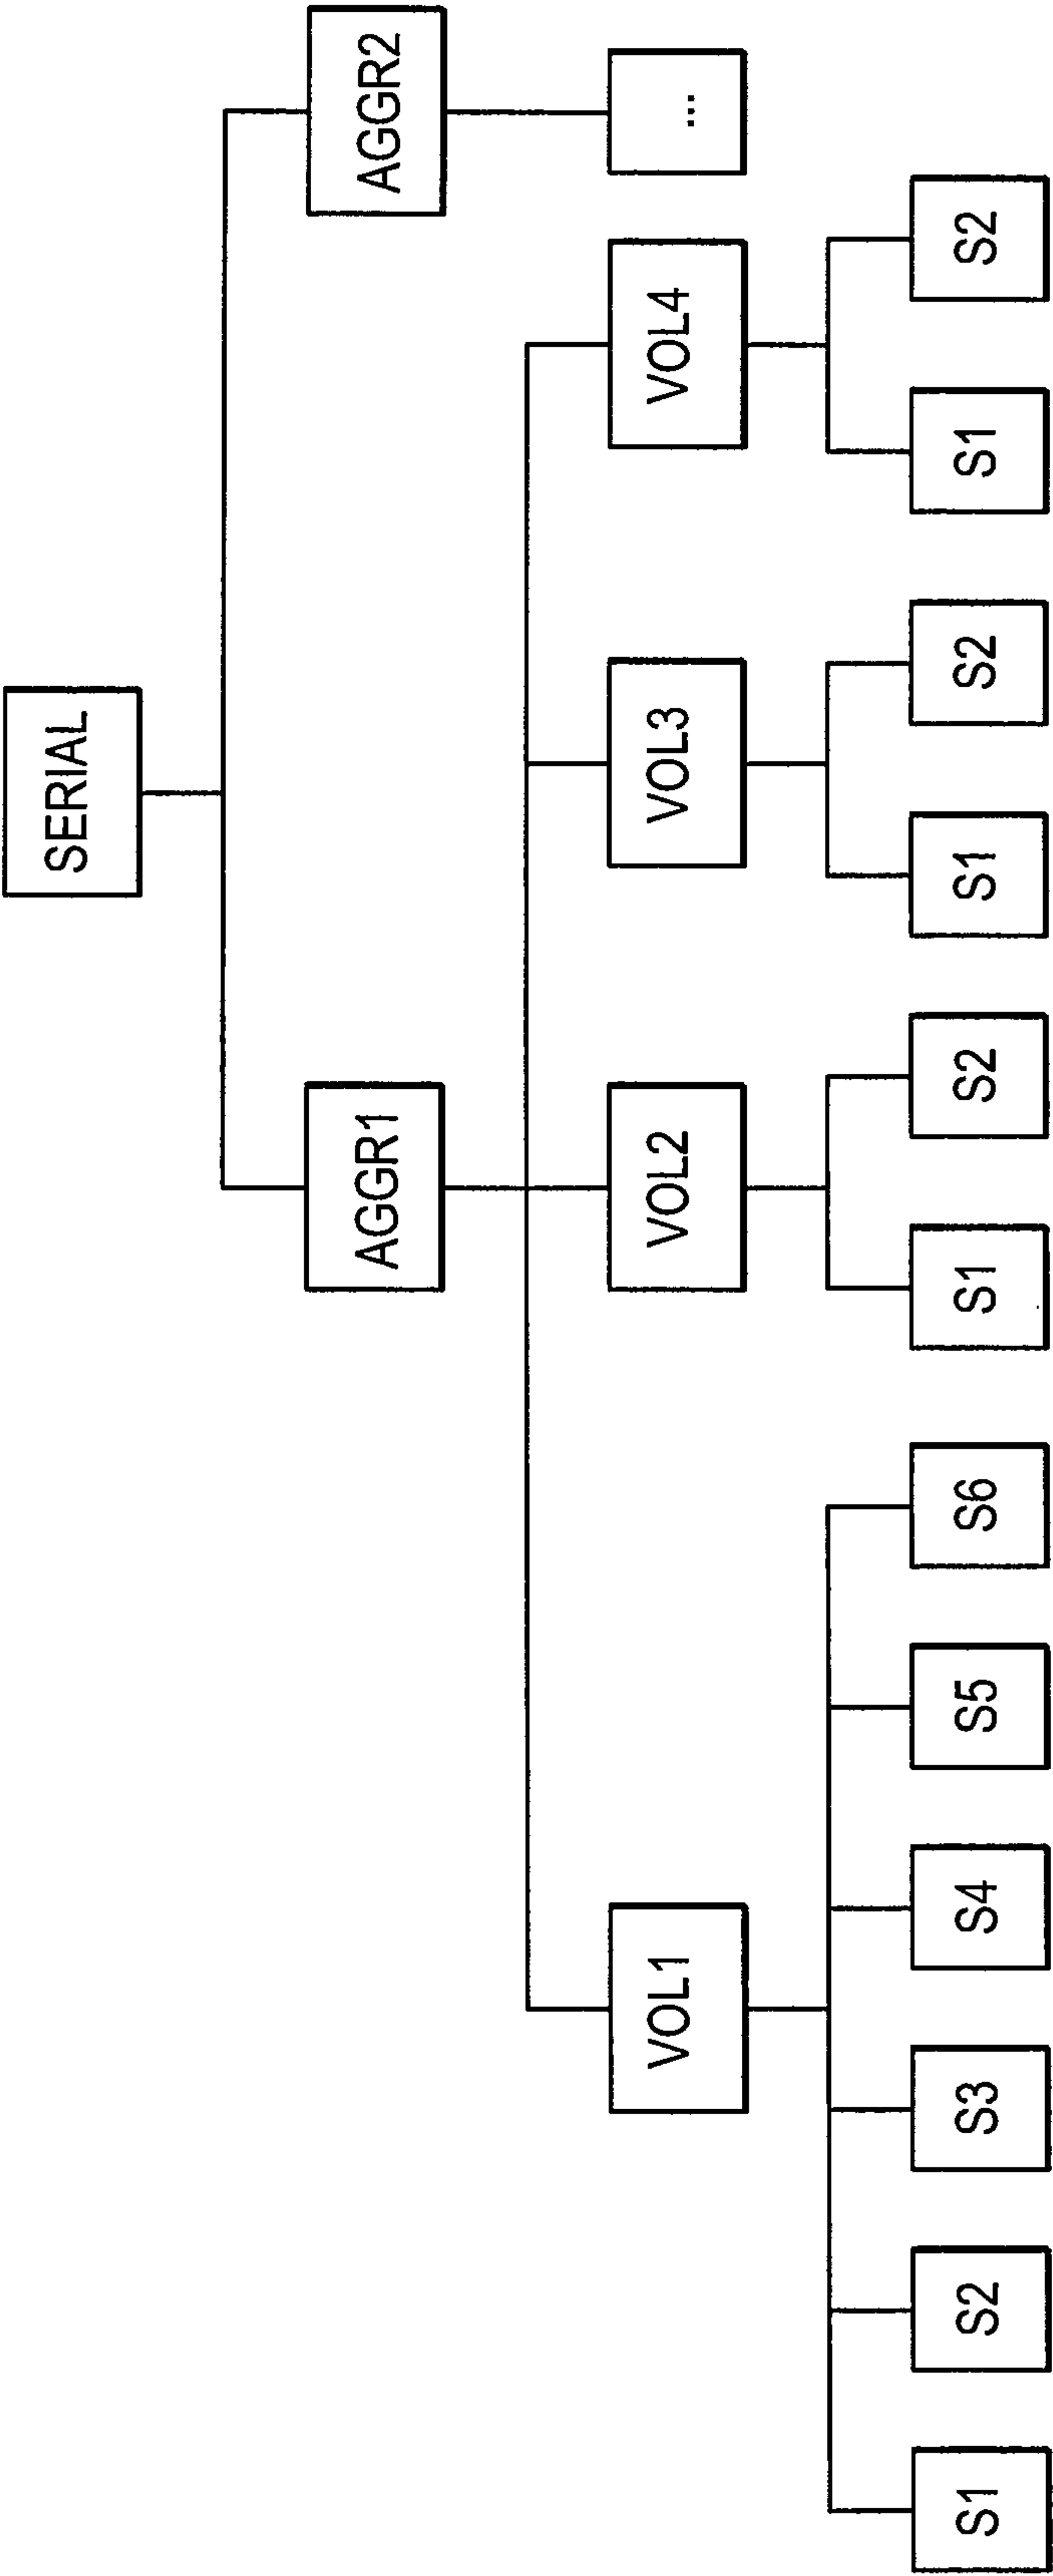 SERIAL
AGGR1
AGGR2
VOL1
VOL2
VOL3
VOL4
...
S1
S2
S3
S4
S5
S6
S1
S2
S1
S2
S1
S2